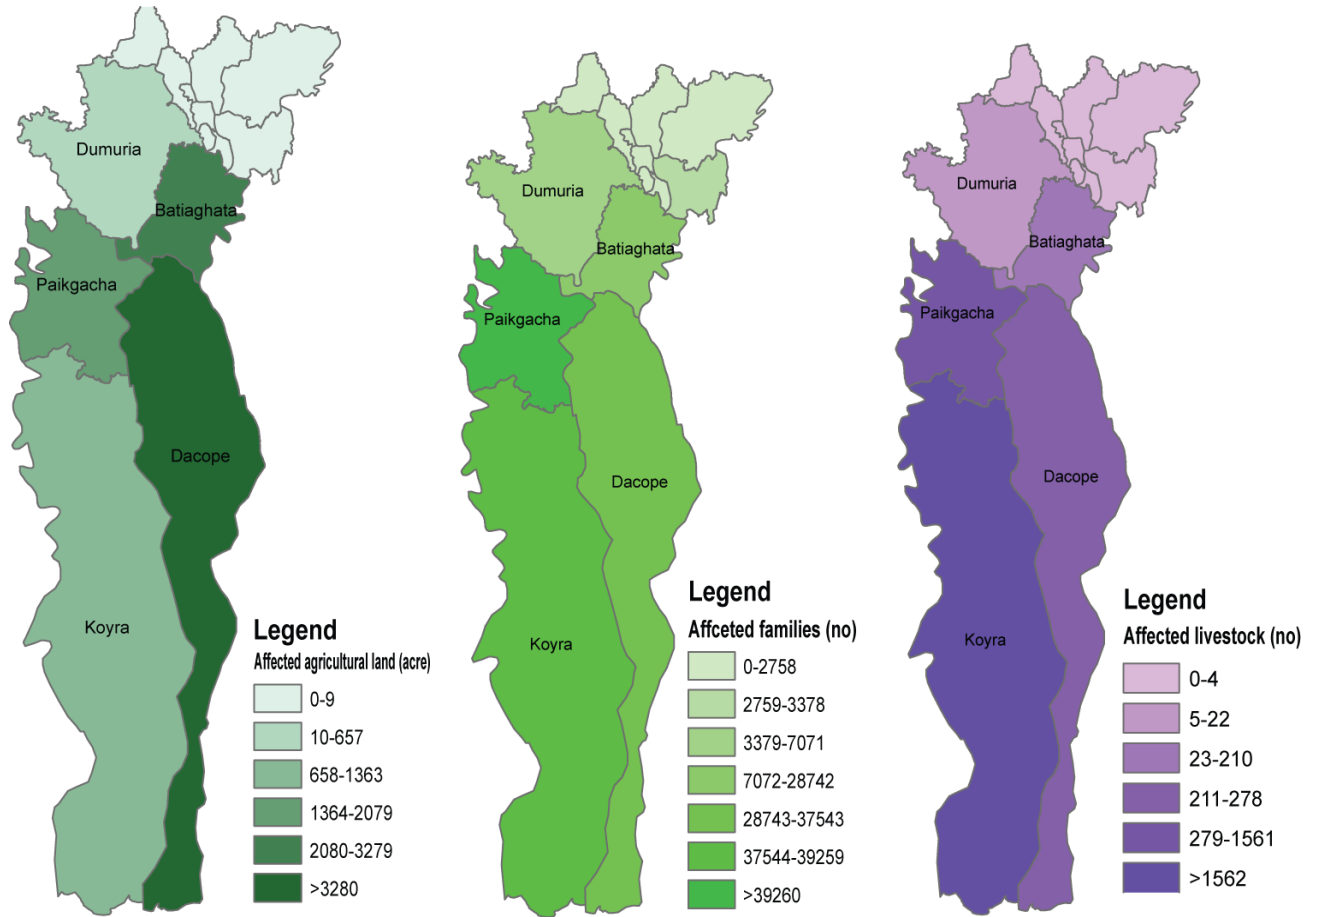 Dumuria
Batiaghata
Paikgacha
Dacope
Koyra
Legend
Affected agricultural land (acre)
0-9
10-657
658-1363
1364-2079
2080-3279
>3280
Dumuria
Batiaghata
Paikgacha
Dacope
Koyra
Legend
Affceted families (no)
0-2758
2759-3378
3379-7071
7072-28742
28743-37543
37544-39259
>39260
Dumuria
Batiaghata
Paikgacha
Dacope
Koyra
Legend
Affected livestock (no)
0-4
5-22
23-210
211-278
279-1561
>1562